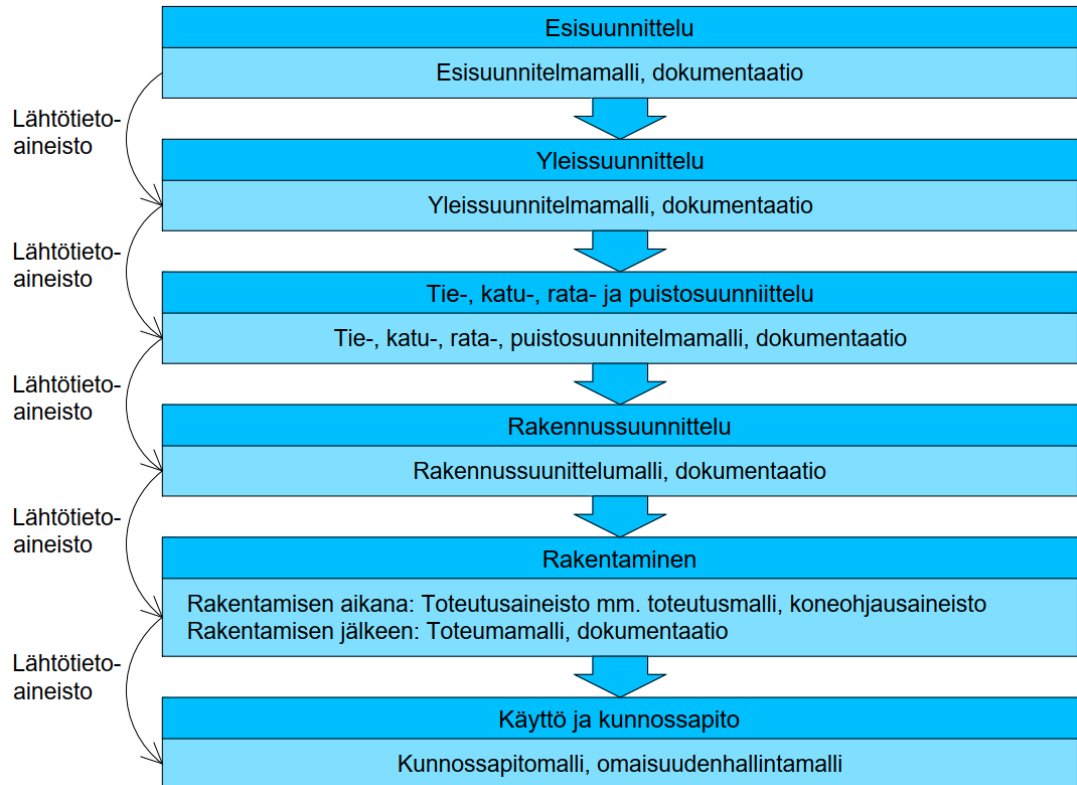 Esisuunnittelu
Esisuunnitelmamalli, dokumentaatio
Lähtötieto-
aineisto
Yleissuunnittelu
Yleissuunnitelmamalli, dokumentaatio
Lähtötieto-
aineisto
Tie-, katu-, rata- ja puistosuunniittelu
Tie-, katu-, rata-, puistosuunnitelmamalli, dokumentaatio
Lähtötieto-
aineisto
Rakennussuunnittelu
Rakennussuunittelumalli, dokumentaatio
Lähtötieto-
aineisto
Rakentaminen
Rakentamisen aikana: Toteutusaineisto mm. toteutusmalli, koneohjausaineisto
Rakentamisen jälkeen: Toteumamalli, dokumentaatio
Lähtötieto-
aineisto
Käyttö ja kunnossapito
Kunnossapitomalli, omaisuudenhallintamalli